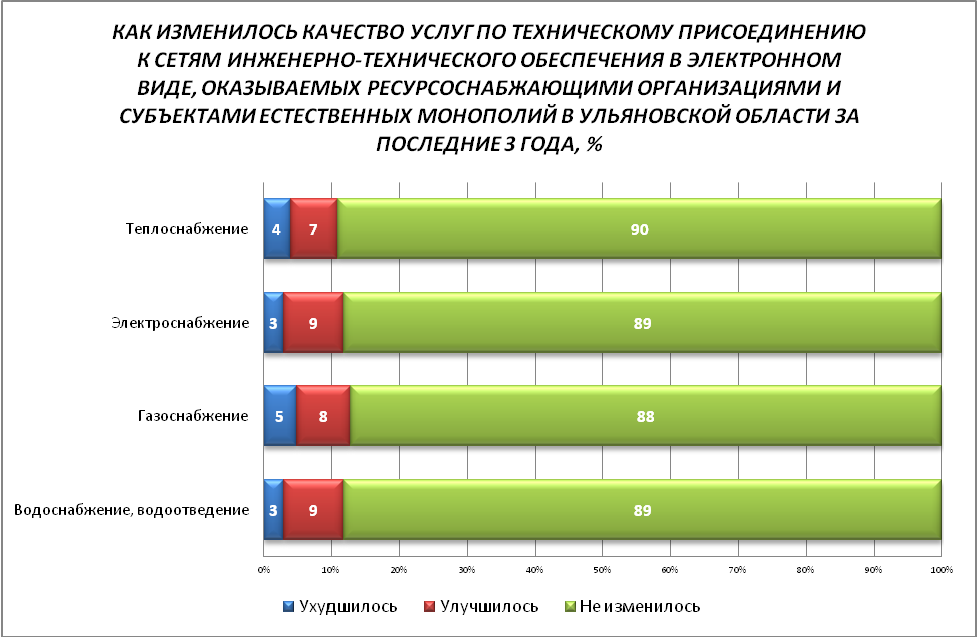 КАК ИЗМЕНИЛОСЬ КАЧЕСТВО УСЛУГ ПО ТЕХНИЧЕСКОМУ ПРИСОЕДИНЕНИЮ
К СЕТЯМ ИНЖЕНЕРНО-ТЕХНИЧЕСКОГО ОБЕСПЕЧЕНИЯ В ЭЛЕКТРОННОМ
ВИДЕ, ОКАЗЫВАЕМЫХ РЕСУРСОСНАБЖАЮЩИМИ ОРГАНИЗАЦИЯМИ И
СУБЪЕКТАМИ ЕСТЕСТВЕННЫХ МОНОПОЛИЙ В УЛЬЯНОВСКОЙ ОБЛАСТИ ЗА
ПОСЛЕДНИЕ 3 ГОДА, %
Теплоснабжение 4 7 90
Электроснабжение 3 9 89
Газоснабжение 5 8 88
Водоснабжение, водоотведение 3 9 89
0% 10% 20% 30% 40% 50% 60% 70% 80% 90% 100%
Ухудшилось Улучшилось Не изменилось